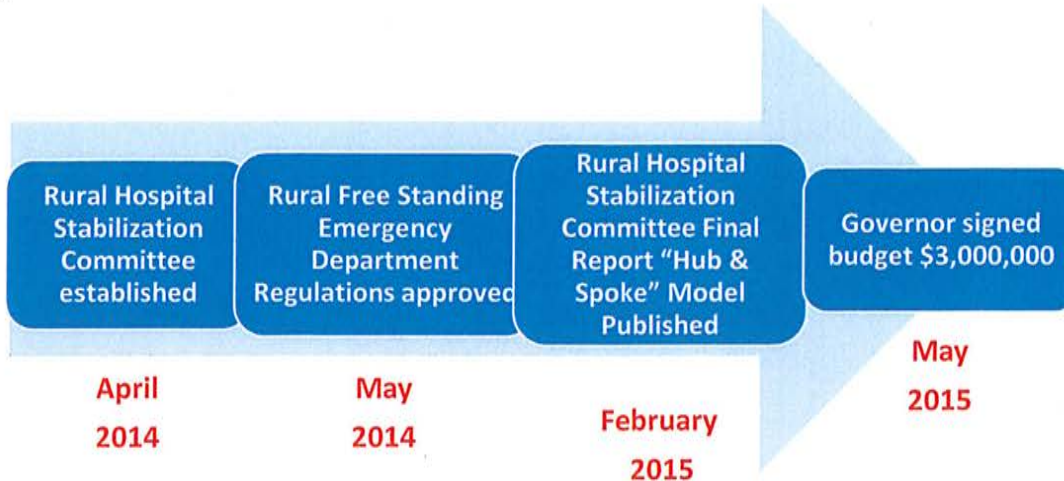 Rural Hospital
Stabilization
Committee
established
Rural Free Standing
Emergency
Department
Regulations approved
Rural Hospital
Stabilization
Committee Final
Report “Hub &
Spoke” Model
Published
Governor signed
budget $3,000,000
April
2014
May
2014
February
2015
May
2015